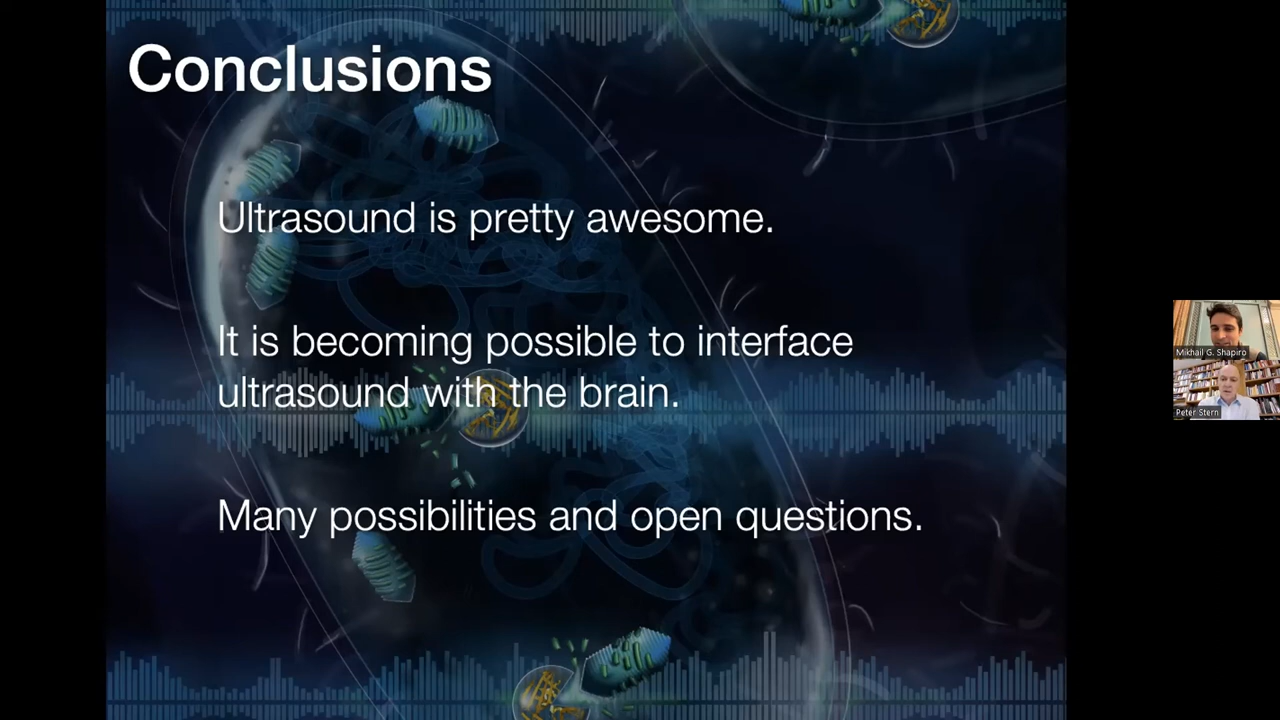 Conclusions
Ultrasound is pretty awesome.
It is becoming possible to interface
ultrasound with the brain.
Many possibilities and open questions.
Mikhail G. Shapiro
Peter Stern